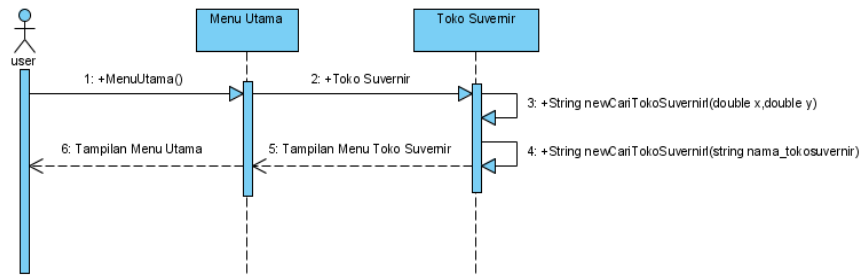 Menu Utama
Toko Suvernir
user
1: +MenuUtama()
2: +Toko Suvernir
3: +String newCariTokoSuvernirl(double x,double y)
4: +String newCariTokoSuvernirl(string nama_tokosuvernir)
5: Tampilan Menu Toko Suvernir
6: Tampilan Menu Utama